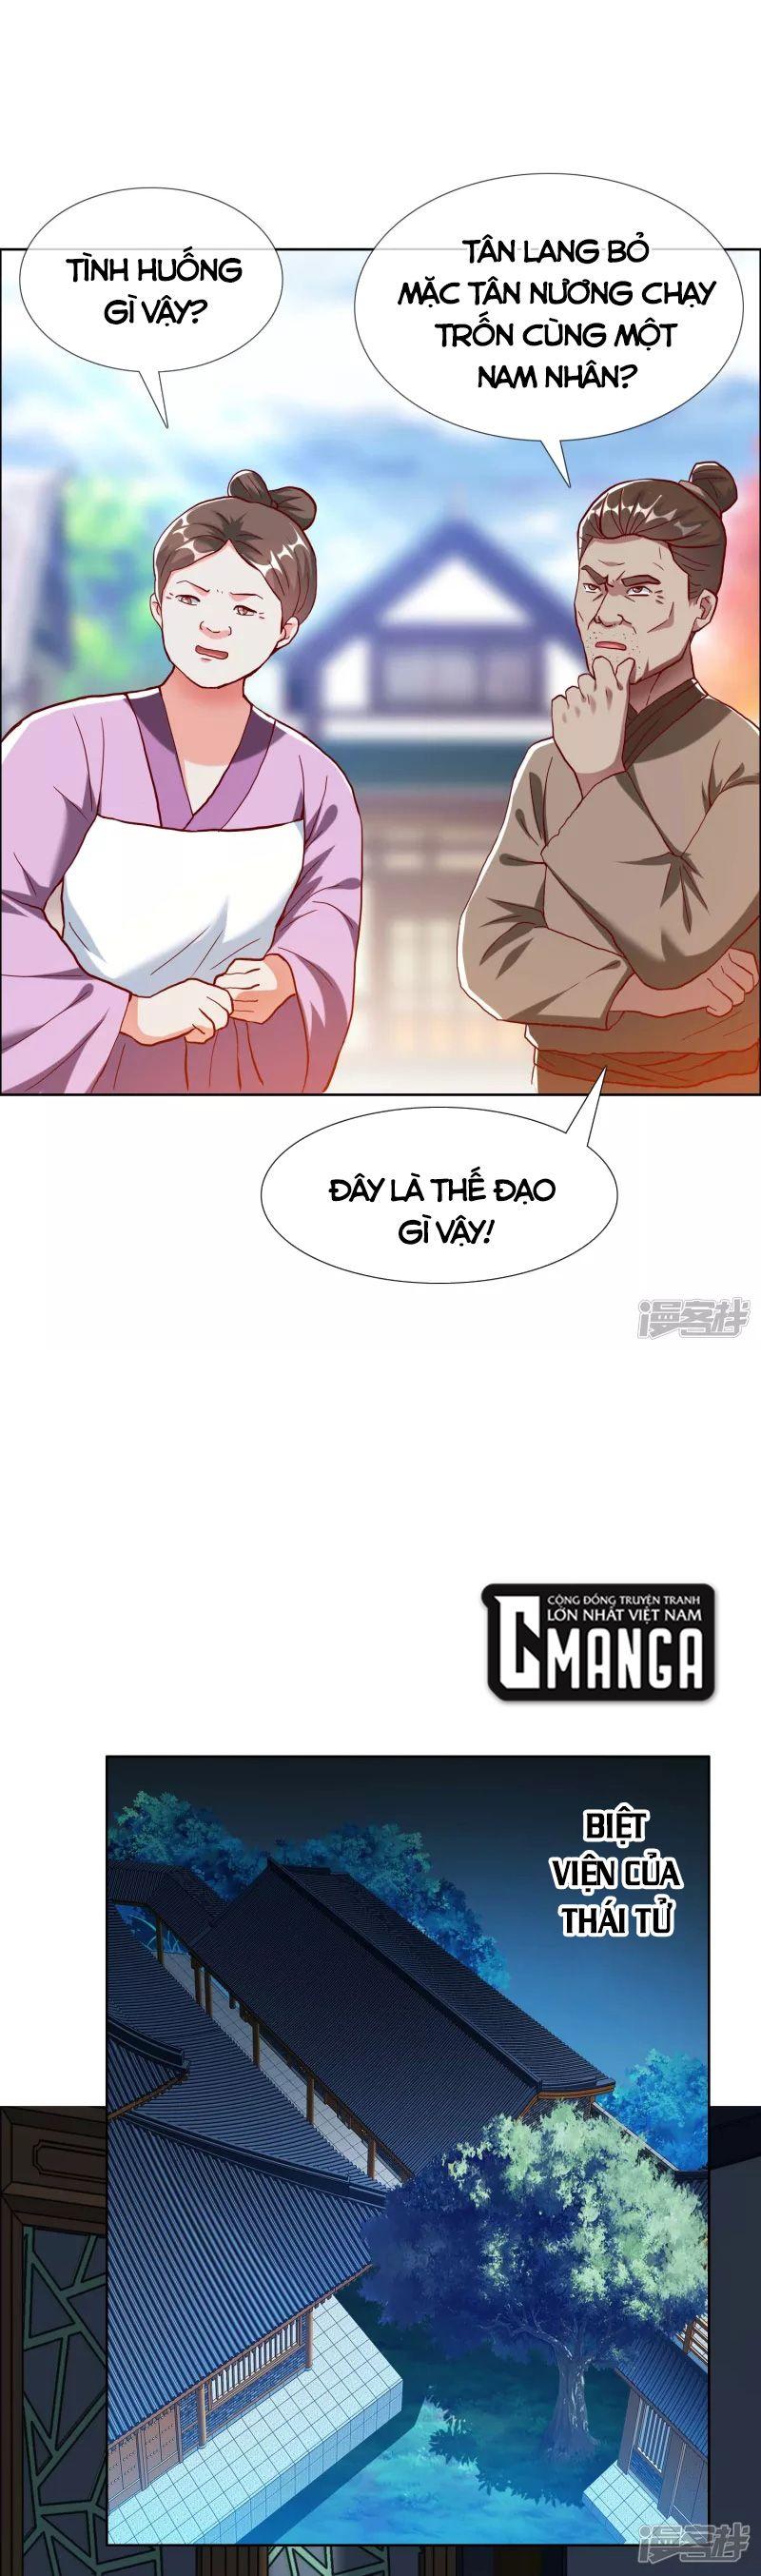 TÌNH HUỐNG
GÌ VẬY?
TÂN LANG BỎ
MẶC TÂN NƯƠNG CHẠY
TRỐN CÙNG MỘT
NAM NHÂN?
ĐÂY LÀ THẾ ĐẠO
GÌ VẬY!
漫客栈
CỘNG ĐỒNG TRUYỆN TRANH
LỚN NHẤT VIỆT NAM
CMANGA
BIỆT
VIỆN CỦA
THÁI TỬ
漫客栈